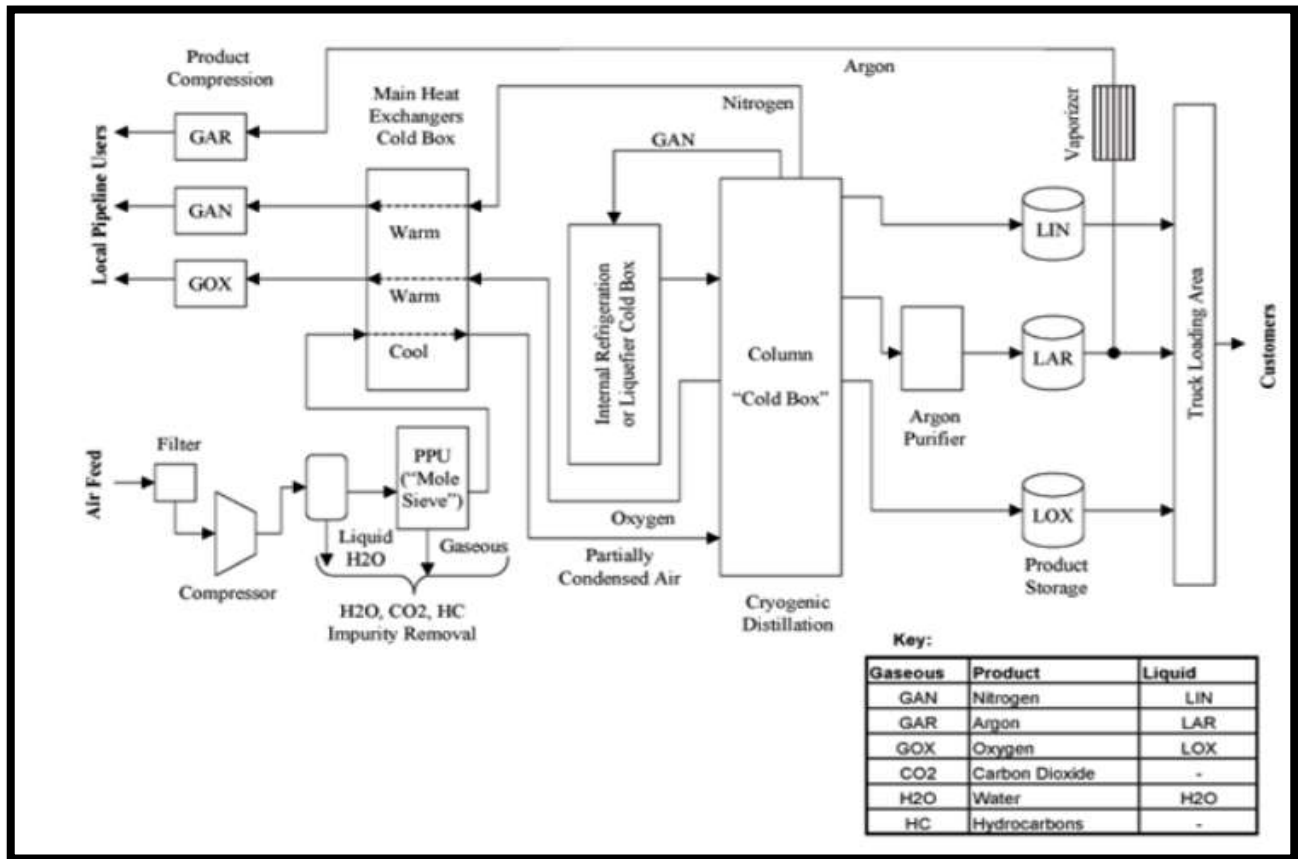 Product
Compression
Argon
Main Heat
Exchangers
Cold Box
Nitrogen
Vaporizer
GAR
GAN
Local Pipeline Users
GAN
Warm
LIN
GOX
Warm
Internal Refrigeration
or Liquefier Cold Box
Truck Loading Area
Cool
Column
"Cold Box"
LAR
Customers
Argon
Purifier
Filter
PPU
("Mole
Sieve")
Air Feed
Oxygen
LOX
Liquid
H2O
Gaseous
Partially
Condensed Air
Product
Storage
Compressor
H2O, CO2, HC
Impurity Removal
Cryogenic
Distillation
Key:
Gaseous Product Liquid
GAN Nitrogen LIN
GAR Argon LAR
GOX Oxygen LOX
CO2 Carbon Dioxide -
H2O Water H2O
HC Hydrocarbons -